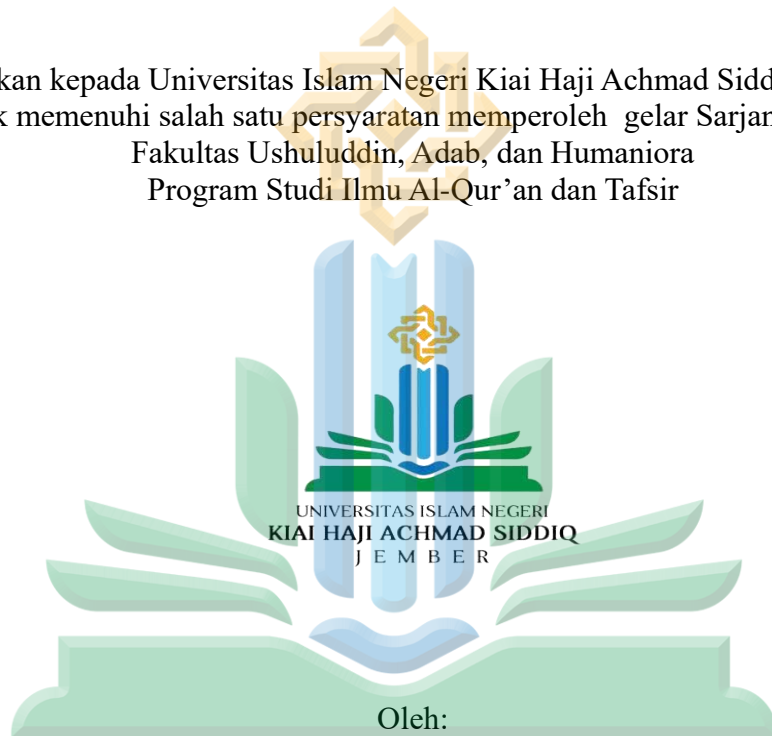 kan kepada Universitas Islam Negeri Kiai Haji Achmad Sidd
k memenuhi salah satu persyaratan memperoleh gelar Sarjan
Fakultas Ushuluddin, Adab, dan Humaniora
Program Studi Ilmu Al-Qur’an dan Tafsir
UNIVERSITAS ISLAM NEGERI
KIAI HAJI ACHMAD SIDDIQ
JEMBER
Oleh: